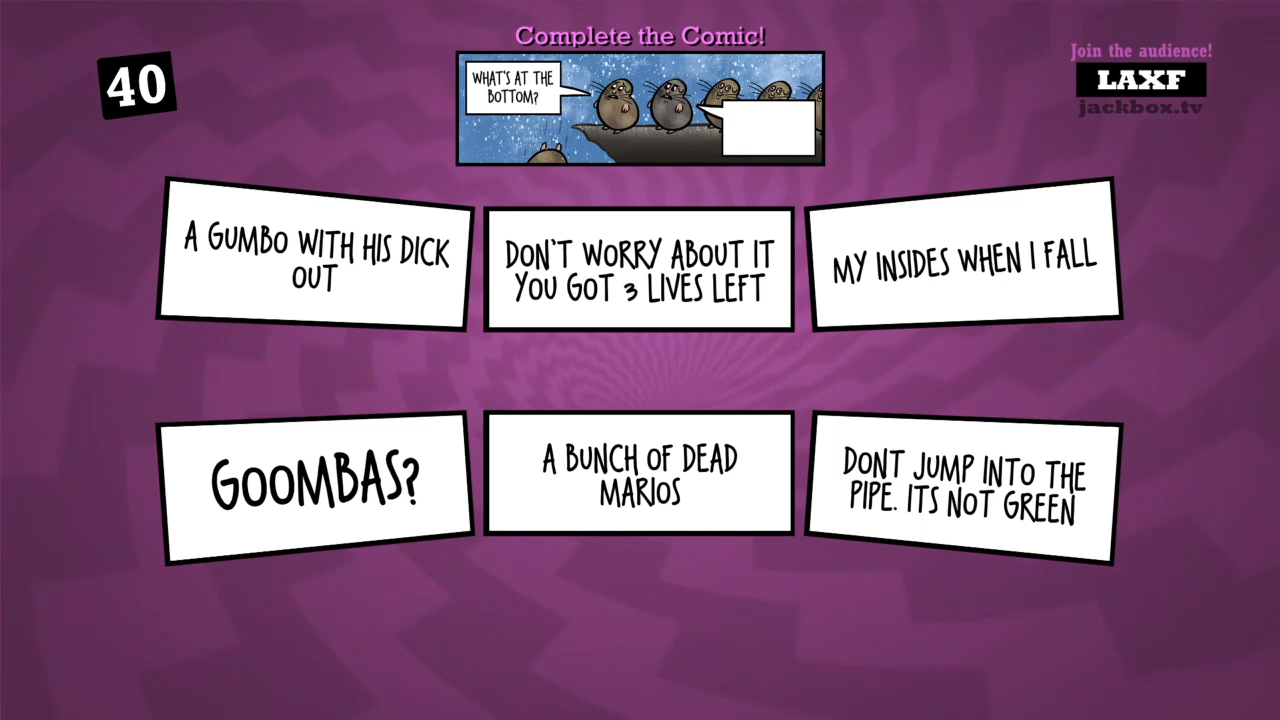 Complete the Comic!
40
WHAT'S AT THE
BOTTOM?
Join the audience!
LAXF
jackbox.tv
A GUMBO WITH HIS DICK
OUT
DON'T WORRY ABOUT IT
YOU GOT 3 LIVES LEFT
MY INSIDES WHEN I FALL
GOOMBAS?
A BUNCH OF DEAD
MARIOS
DONT JUMP INTO THE
PIPE. ITS NOT GREEN